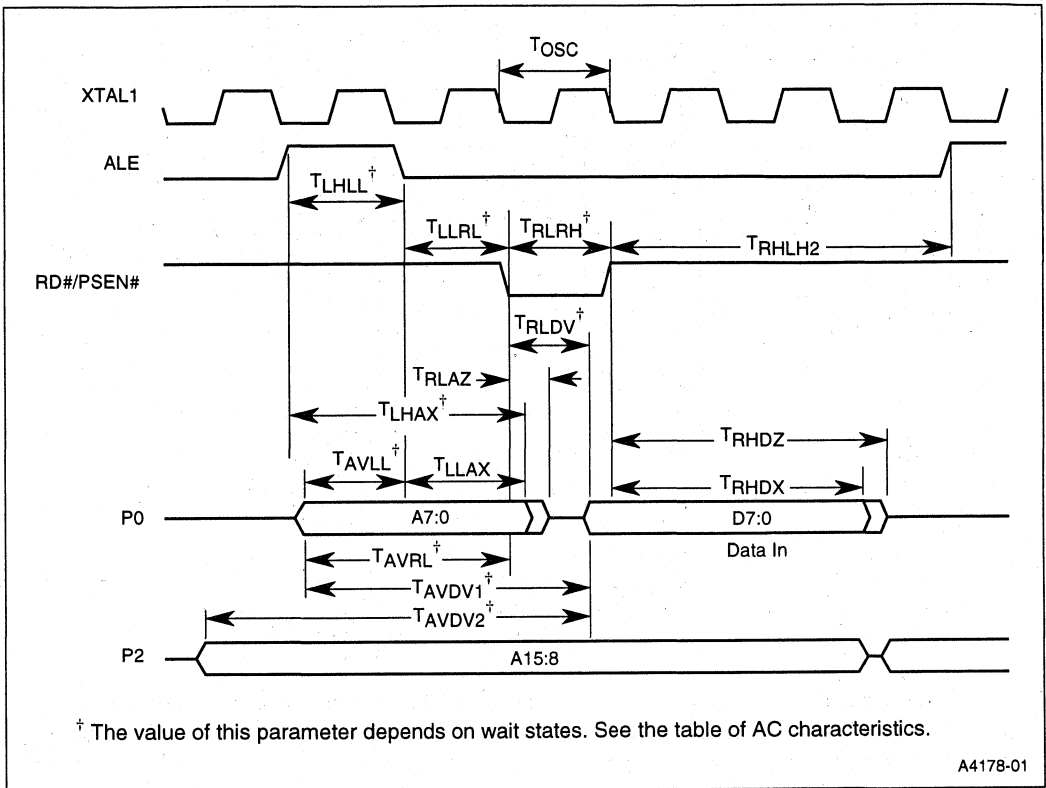 TOSC
XTAL1
ALE
TLHLL†
TLLRL†
TRLRH†
TRHLH2
RD#/PSEN#
TRLDV†
TRLAZ
TLHAX†
TRHDZ
TAVLL†
TLLAX
TRHDX
P0
A7:0
D7:0
Data In
TAVRL†
TAVDV1†
TAVDV2†
P2
A15:8
† The value of this parameter depends on wait states. See the table of AC characteristics.
A4178-01